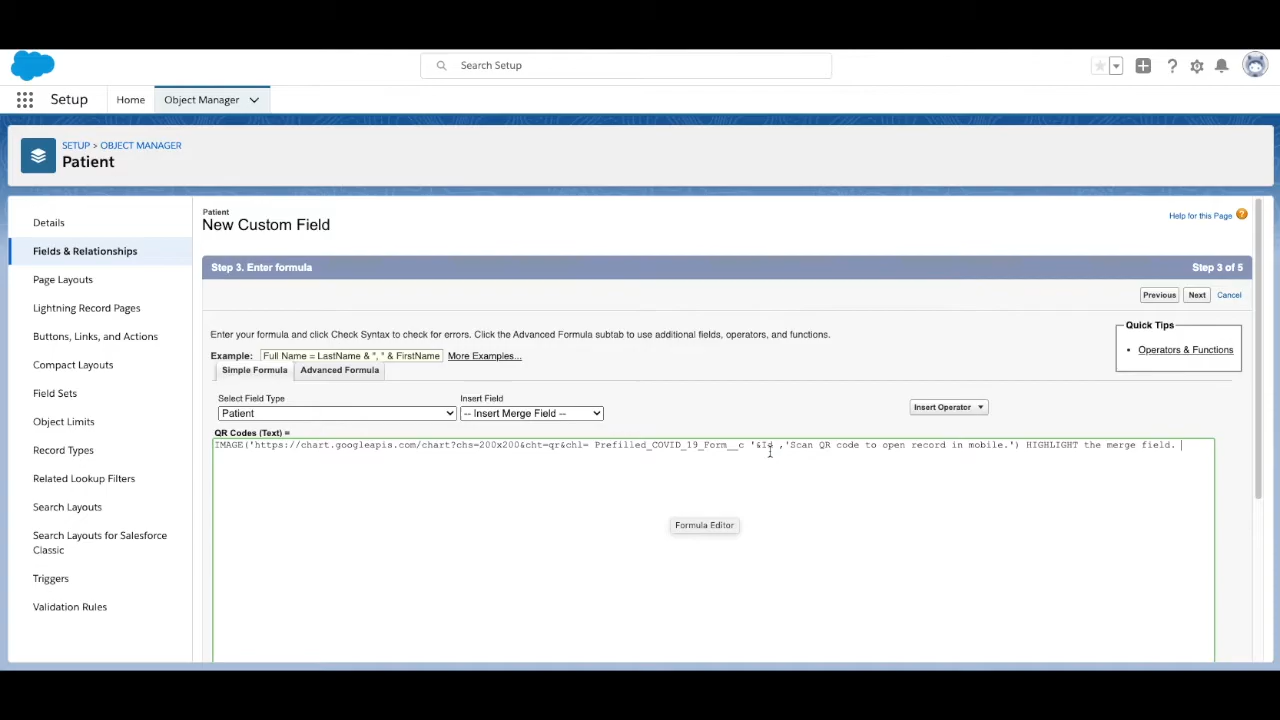 Search Setup
Setup
Home
Object Manager
SETUP > OBJECT MANAGER
Patient
Details
Fields & Relationships
Page Layouts
Lightning Record Pages
Buttons, Links, and Actions
Compact Layouts
Field Sets
Object Limits
Record Types
Related Lookup Filters
Search Layouts
Search Layouts for Salesforce
Classic
Triggers
Validation Rules
Patient
New Custom Field
Help for this Page
Step 3. Enter formula
Step 3 of 5
Previous
Next
Cancel
Enter your formula and click Check Syntax to check for errors. Click the Advanced Formula subtab to use additional fields, operators, and functions.
Quick Tips
• Operators & Functions
Example: Full Name = LastName & ", " & FirstName More Examples...
Simple Formula
Advanced Formula
Select Field Type
Insert Field
Patient
-- Insert Merge Field --
Insert Operator
QR Codes (Text) =
IMAGE('https://chart.googleapis.com/chart?chs=200x200&cht=qr&chl= Prefilled_COVID_19_Form__c '&Id ,'Scan QR code to open record in mobile.') HIGHLIGHT the merge field.
Formula Editor